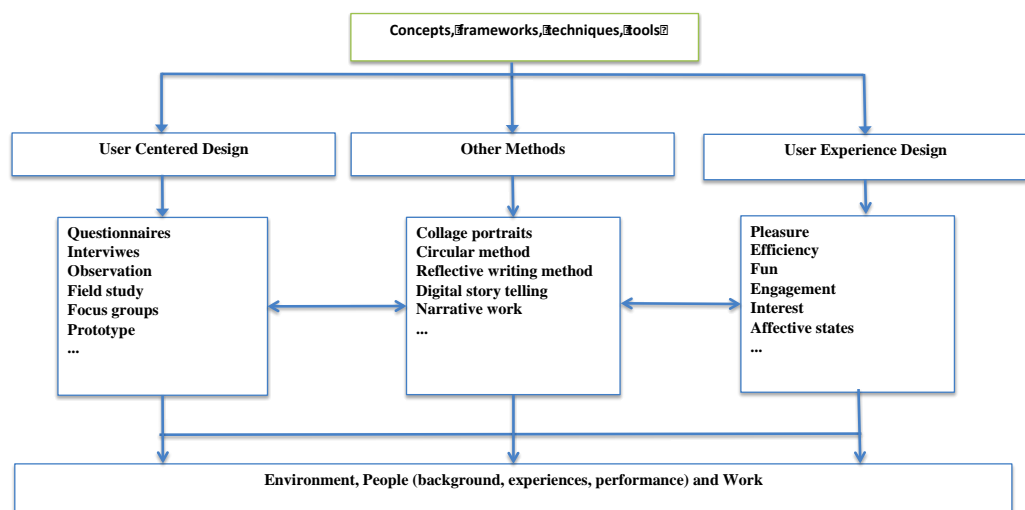 Concepts, frameworks, techniques, tools
User Centered Design
Other Methods
User Experience Design
Questionnaires
Interviwes
Observation
Field study
Focus groups
Prototype
...
Collage portraits
Circular method
Reflective writing method
Digital story telling
Narrative work
...
Pleasure
Efficiency
Fun
Engagement
Interest
Affective states
...
Environment, People (background, experiences, performance) and Work